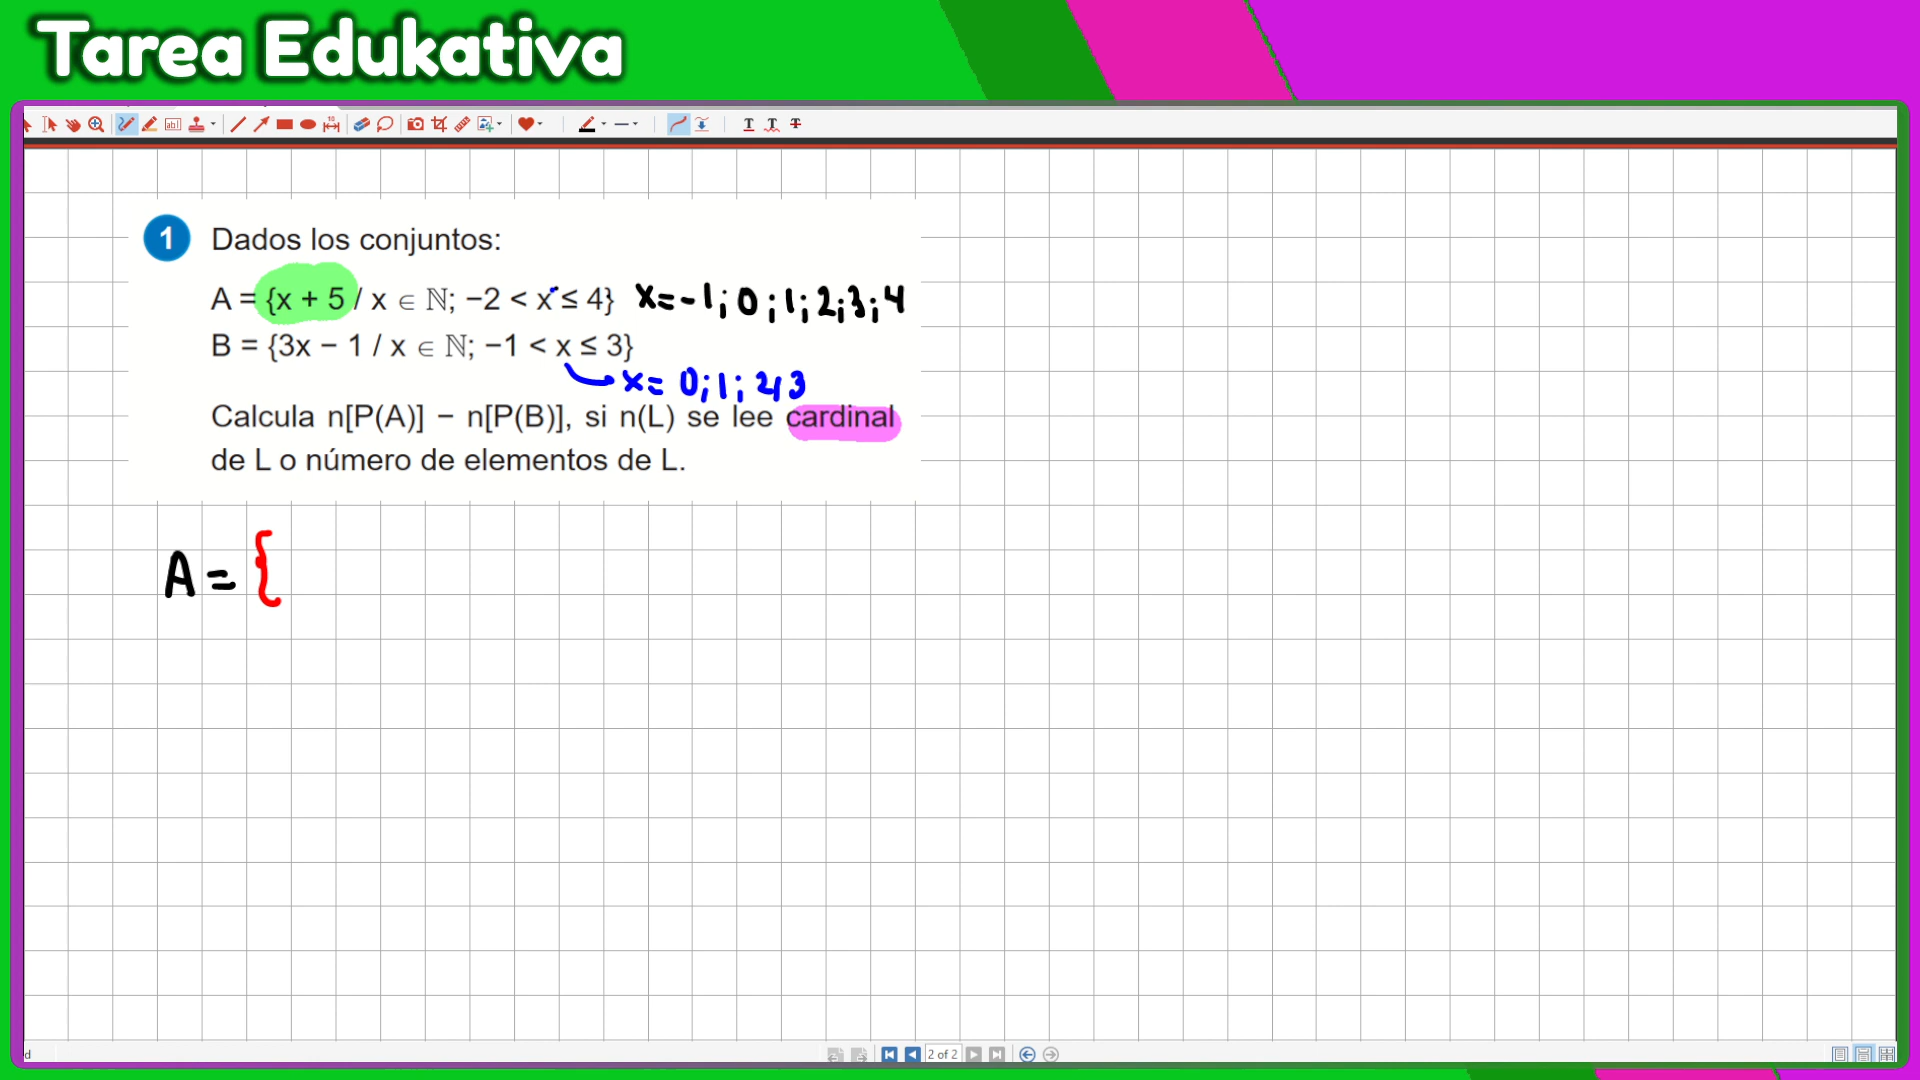 Tarea Edukativa
1 Dados los conjuntos:
A = {x + 5 / x ∈ ℕ; −2 < x ≤ 4} x=-1; 0; 1; 2; 3; 4
B = {3x − 1 / x ∈ ℕ; −1 < x ≤ 3}
x= 0; 1; 2; 3
Calcula n[P(A)] − n[P(B)], si n(L) se lee cardinal
de L o número de elementos de L.
A = {
2 of 2